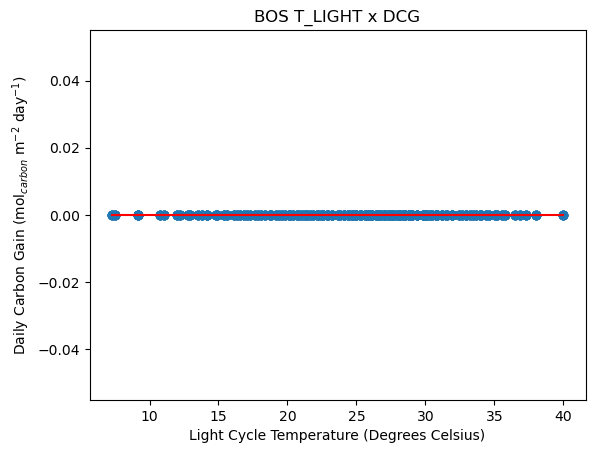 BOS T_LIGHT x DCG
Daily Carbon Gain (mol$_{carbon}$ m$^{-2}$ day$^{-1}$)
0.04
0.02
0.00
−0.02
−0.04
10 15 20 25 30 35 40
Light Cycle Temperature (Degrees Celsius)